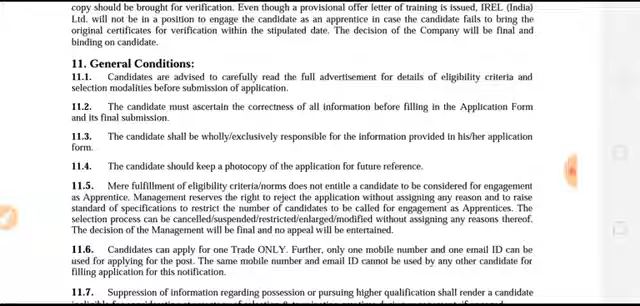 copy should be brought for verification. Even though a provisional offer letter of training is issued, IREL (India)
Ltd. will not be in a position to engage the candidate as an apprentice in case the candidate fails to bring the
original certificates for verification within the stipulated date. The decision of the Company will be final and
binding on candidate.
11. General Conditions:
11.1. Candidates are advised to carefully read the full advertisement for details of eligibility criteria and
selection modalities before submission of application.
11.2. The candidate must ascertain the correctness of all information before filling in the Application Form
and its final submission.
11.3. The candidate shall be wholly/exclusively responsible for the information provided in his/her application
form.
11.4. The candidate should keep a photocopy of the application for future reference.
11.5. Mere fulfillment of eligibility criteria/norms does not entitle a candidate to be considered for engagement
as Apprentice. Management reserves the right to reject the application without assigning any reason and to raise
standard of specifications to restrict the number of candidates to be called for engagement as Apprentices. The
selection process can be cancelled/suspended/restricted/enlarged/modified without assigning any reasons thereof.
The decision of the Management will be final and no appeal will be entertained.
11.6. Candidates can apply for one Trade ONLY. Further, only one mobile number and one email ID can be
used for applying for the post. The same mobile number and email ID cannot be used by any other candidate for
filling application for this notification.
11.7. Suppression of information regarding possession or pursuing higher qualification shall render a candidate